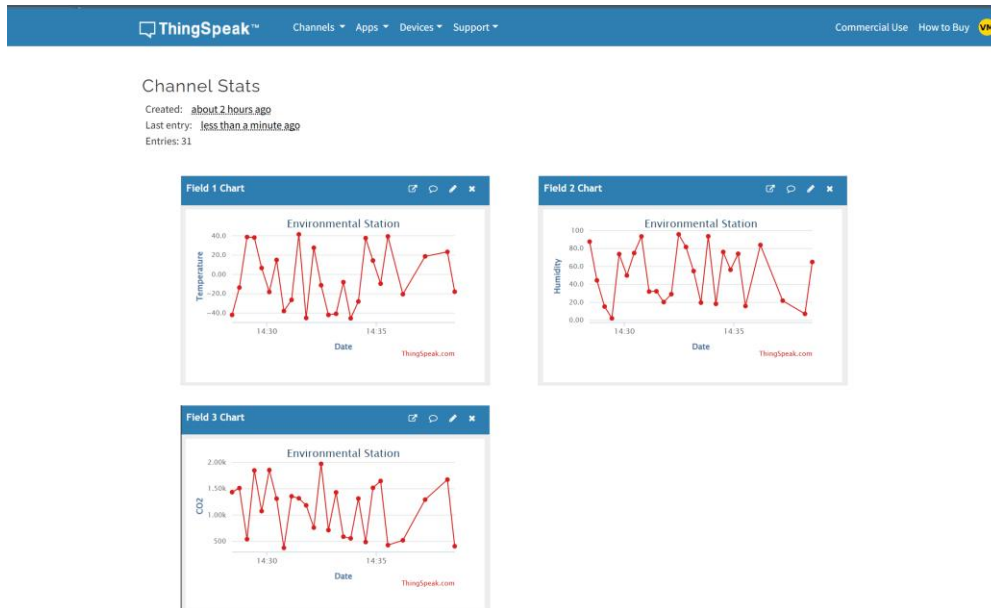 ThingSpeak™ Channels Apps Devices Support Commercial Use How to Buy VM
Channel Stats
Created: about 2 hours ago
Last entry: less than a minute ago
Entries: 31
Field 1 Chart
Environmental Station
Temperature
40.0
20.0
0.00
-20.0
-40.0
14:30 14:35
Date
ThingSpeak.com
Field 2 Chart
Environmental Station
Humidity
100
80.0
60.0
40.0
20.0
0.00
14:30 14:35
Date
ThingSpeak.com
Field 3 Chart
Environmental Station
CO2
2.00k
1.50k
1.00k
500
14:30 14:35
Date
ThingSpeak.com